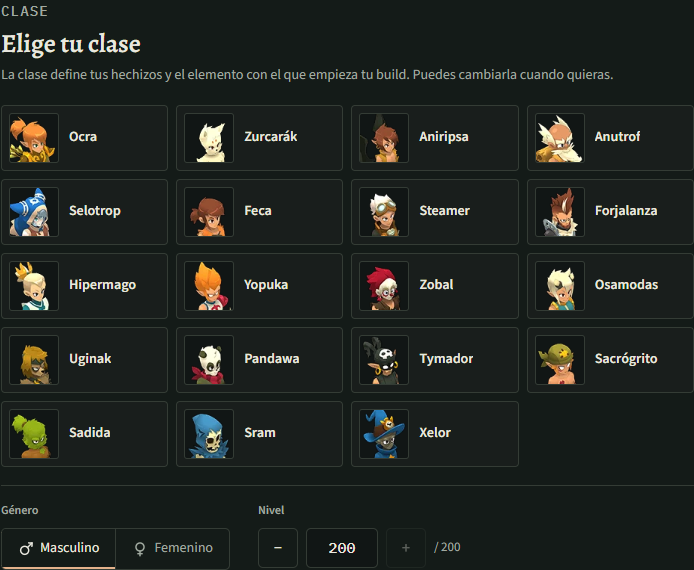 CLASE
Elige tu clase
La clase define tus hechizos y el elemento con el que empieza tu build. Puedes cambiarla cuando quieras.
Ocra
Zurcarák
Aniripsa
Anutrof
Selotrop
Feca
Steamer
Forjalanza
Hipermago
Yopuka
Zobal
Osamodas
Uginak
Pandawa
Tymador
Sacrógrito
Sadida
Sram
Xelor
Género
Nivel
♂ Masculino
♀ Femenino
− 200 + / 200